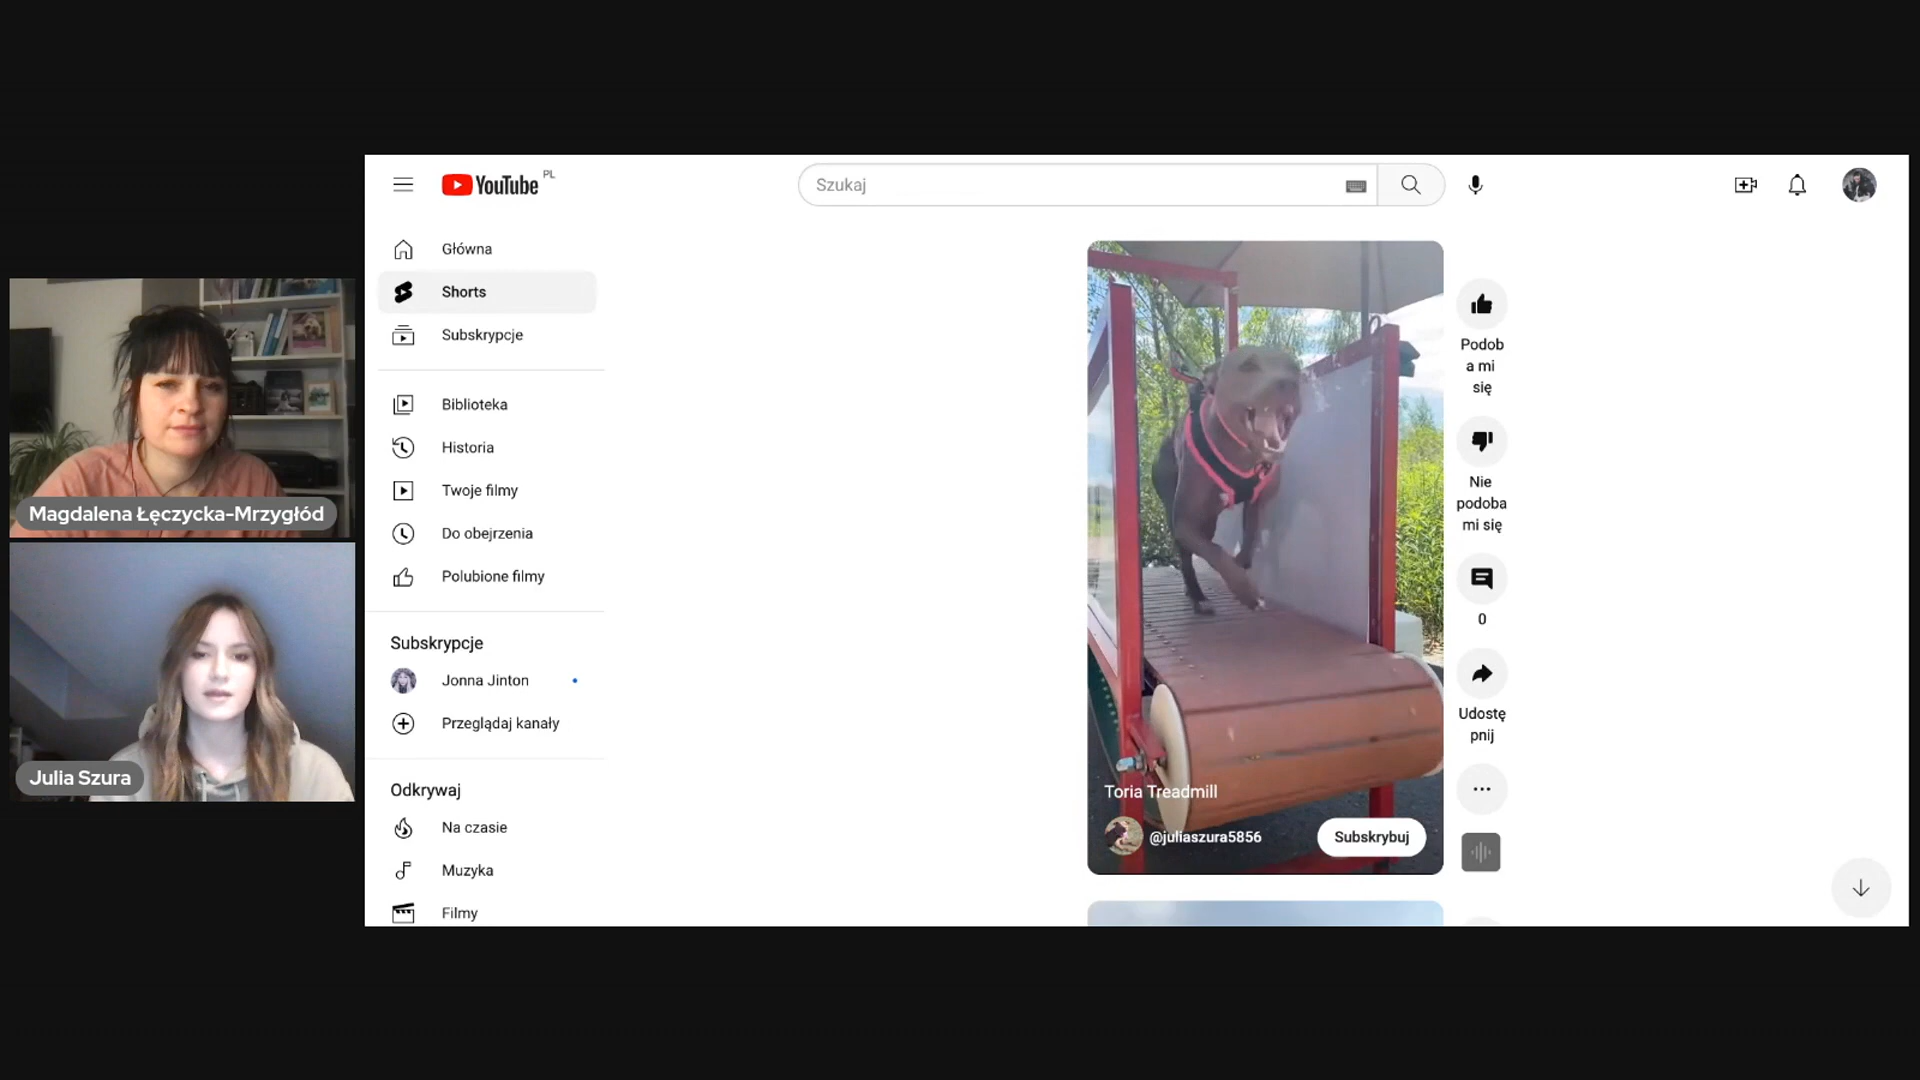 Magdalena Łęczycka-Mrzygłód
Julia Szura
YouTube PL
Szukaj
Główna
Shorts
Subskrypcje
Biblioteka
Historia
Twoje filmy
Do obejrzenia
Polubione filmy
Subskrypcje
Jonna Jinton
Przeglądaj kanały
Odkrywaj
Na czasie
Muzyka
Filmy
Toria Treadmill
@juliaszura5856
Subskrybuj
Podob
a mi
się
Nie
podoba
mi się
0
Udostę
pnij